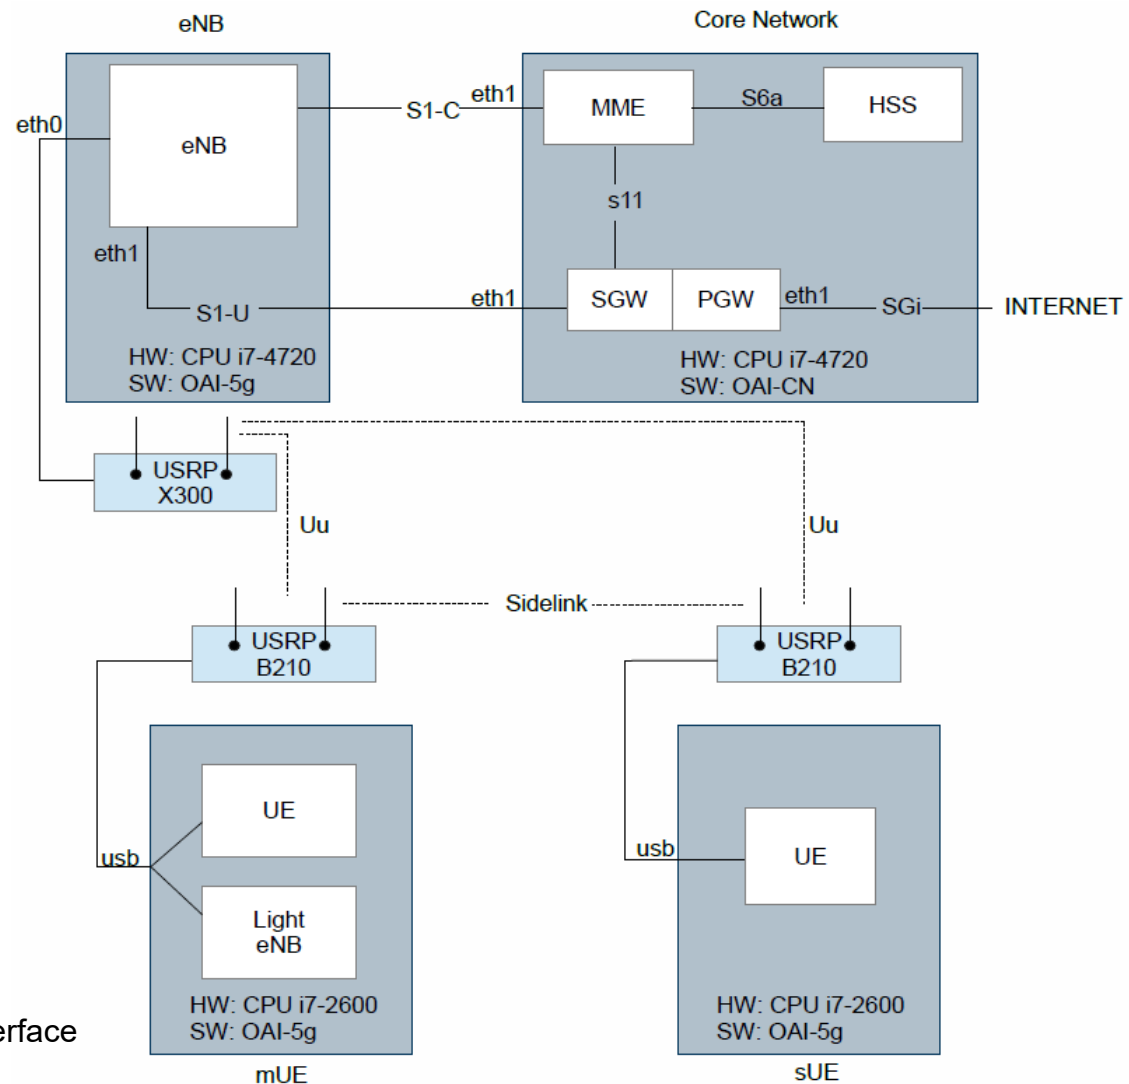 eNB
Core Network
eNB
eth0
eth1
S1-C
eth1
MME
S6a
HSS
s11
S1-U
eth1
SGW
PGW
eth1
SGi
INTERNET
HW: CPU i7-4720
SW: OAI-5g
HW: CPU i7-4720
SW: OAI-CN
USRP
X300
Uu
Uu
Sidelink
USRP
B210
USRP
B210
usb
UE
Light
eNB
HW: CPU i7-2600
SW: OAI-5g
mUE
usb
UE
HW: CPU i7-2600
SW: OAI-5g
sUE
erface